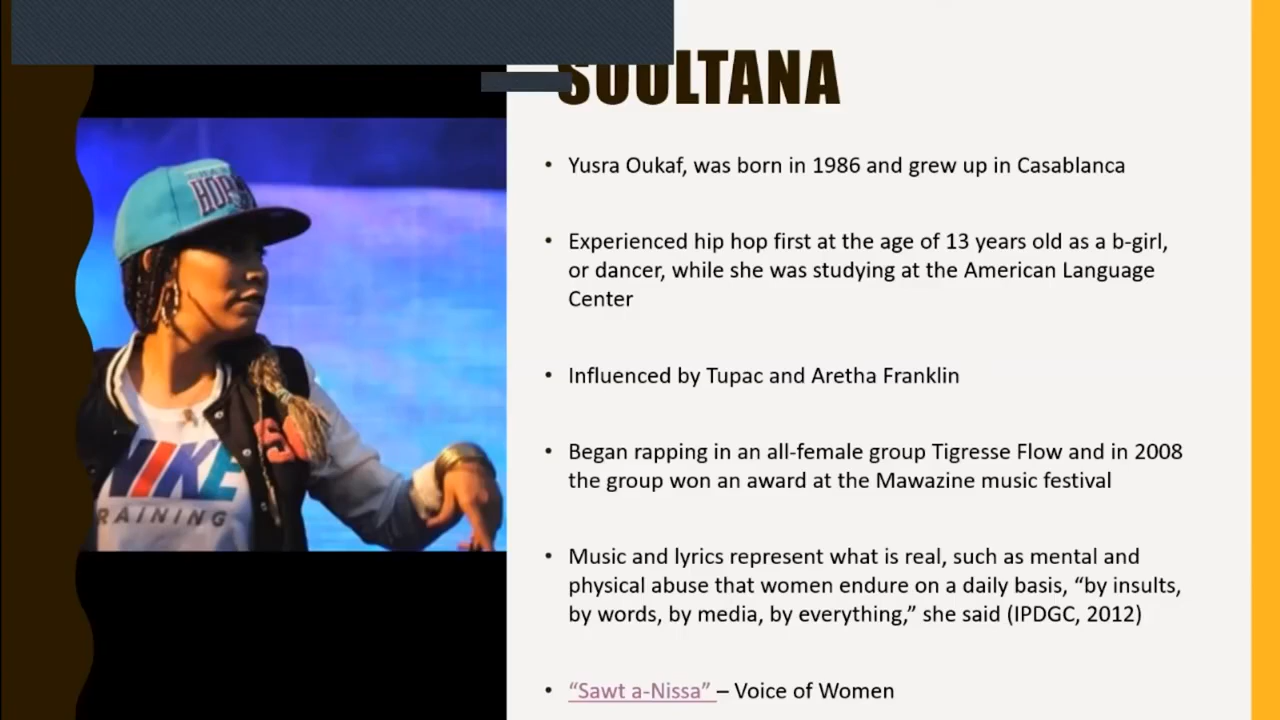 SOULTANA
• Yusra Oukaf, was born in 1986 and grew up in Casablanca
• Experienced hip hop first at the age of 13 years old as a b-girl,
or dancer, while she was studying at the American Language
Center
• Influenced by Tupac and Aretha Franklin
• Began rapping in an all-female group Tigresse Flow and in 2008
the group won an award at the Mawazine music festival
• Music and lyrics represent what is real, such as mental and
physical abuse that women endure on a daily basis, “by insults,
by words, by media, by everything,” she said (IPDGC, 2012)
• “Sawt a-Nissa” – Voice of Women
NIKE
RAINING